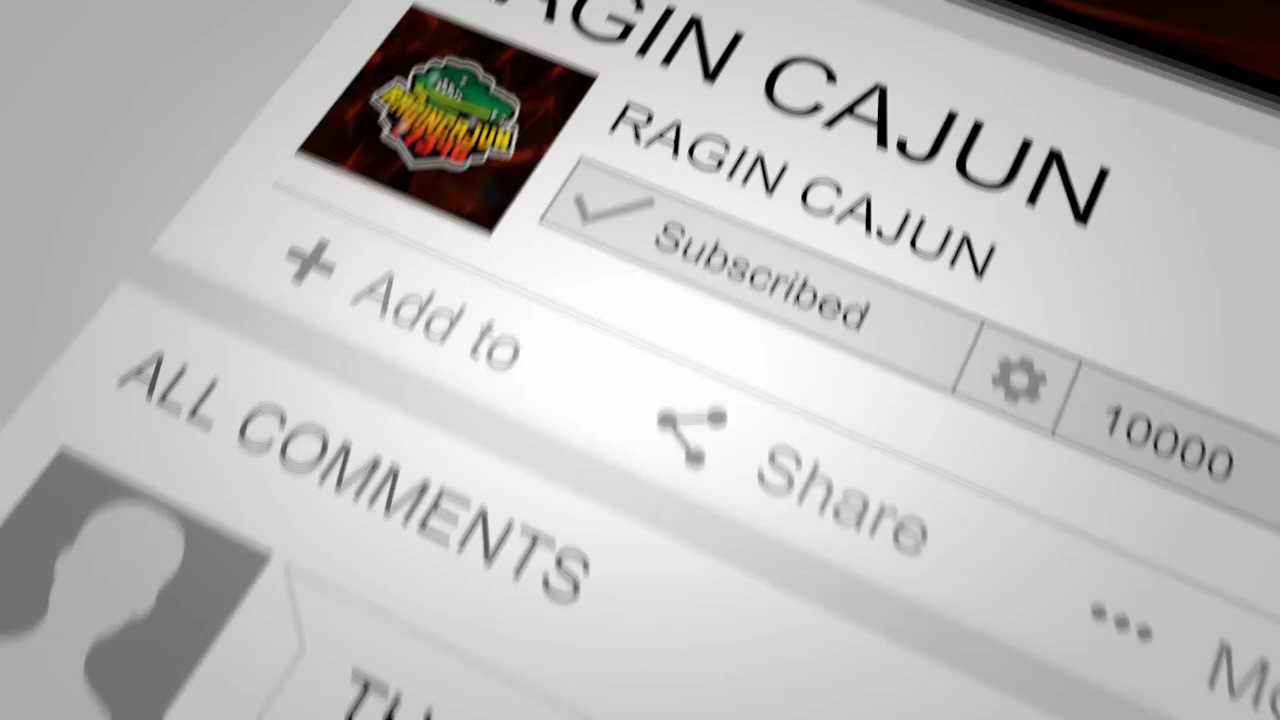 RAGIN CAJUN
RAGIN CAJUN
Subscribed
10000
Add to
Share
ALL COMMENTS